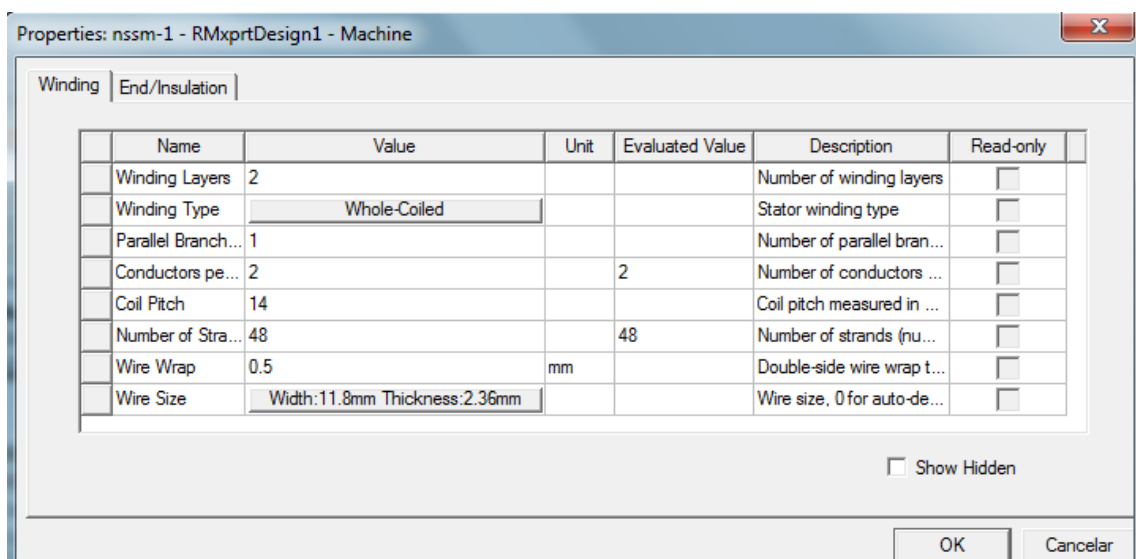 Properties: nssm-1 - RMxprtDesign1 - Machine
x
Winding End/Insulation
Name Value Unit Evaluated Value Description Read-only
Winding Layers 2 Number of winding layers
Winding Type Whole-Coiled Stator winding type
Parallel Branch... 1 Number of parallel bran...
Conductors pe... 2 2 Number of conductors ...
Coil Pitch 14 Coil pitch measured in ...
Number of Stra... 48 48 Number of strands (nu...
Wire Wrap 0.5 mm Double-side wire wrap t...
Wire Size Width:11.8mm Thickness:2.36mm Wire size, 0 for auto-de...
Show Hidden
OK Cancelar